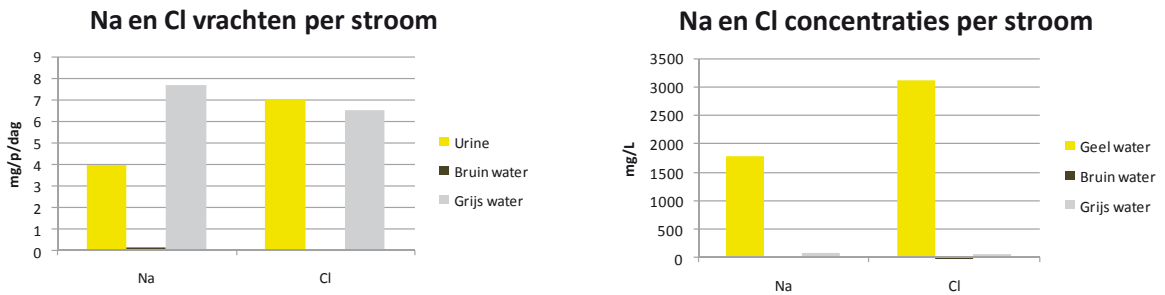 Na en Cl vrachten per stroom
9
8
7
6
5
4
3
2
1
0
mg/p/dag
Na
Cl
Urine
Bruin water
Grijs water
Na en Cl concentraties per stroom
3500
3000
2500
2000
1500
1000
500
0
mg/L
Na
Cl
Geel water
Bruin water
Grijs water